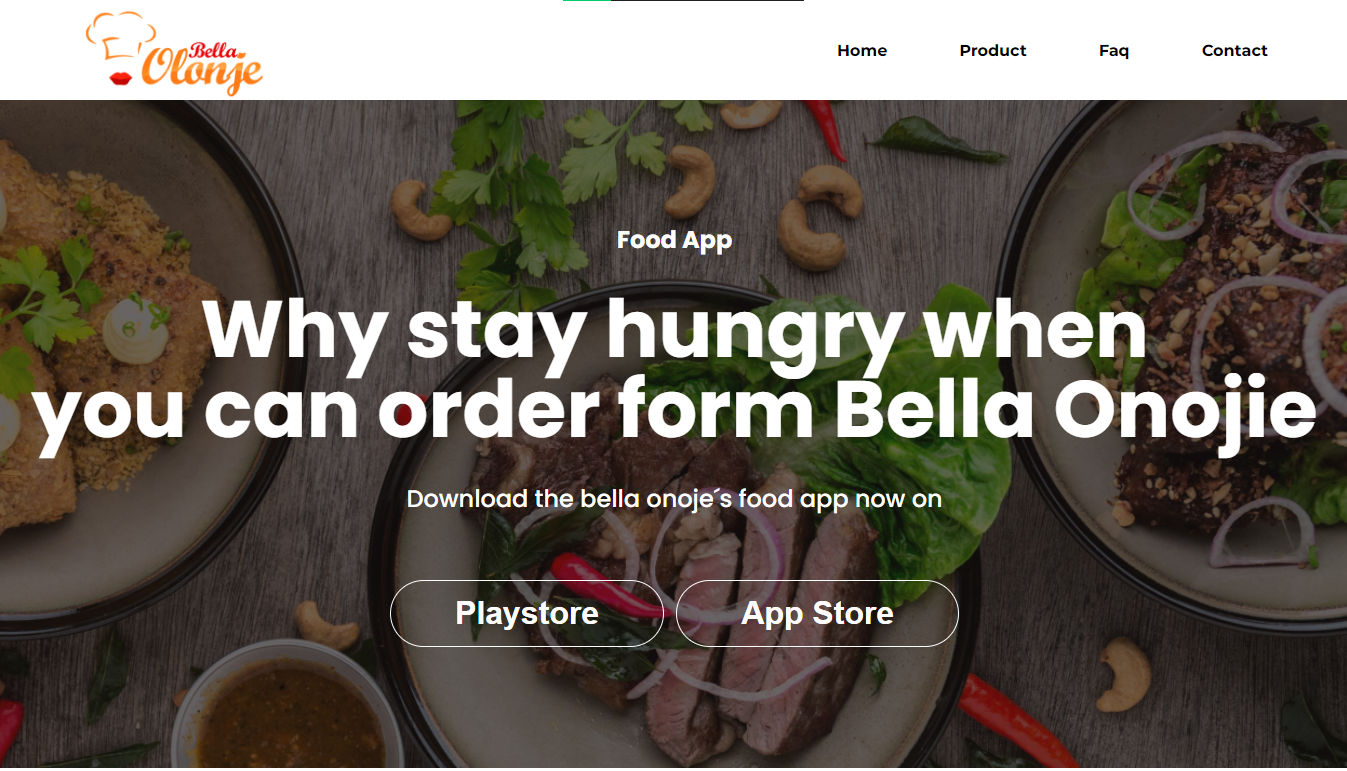 Bella
Olonje
Home Product Faq Contact
Food App
Why stay hungry when
you can order form Bella Onojie
Download the bella onoje´s food app now on
Playstore App Store